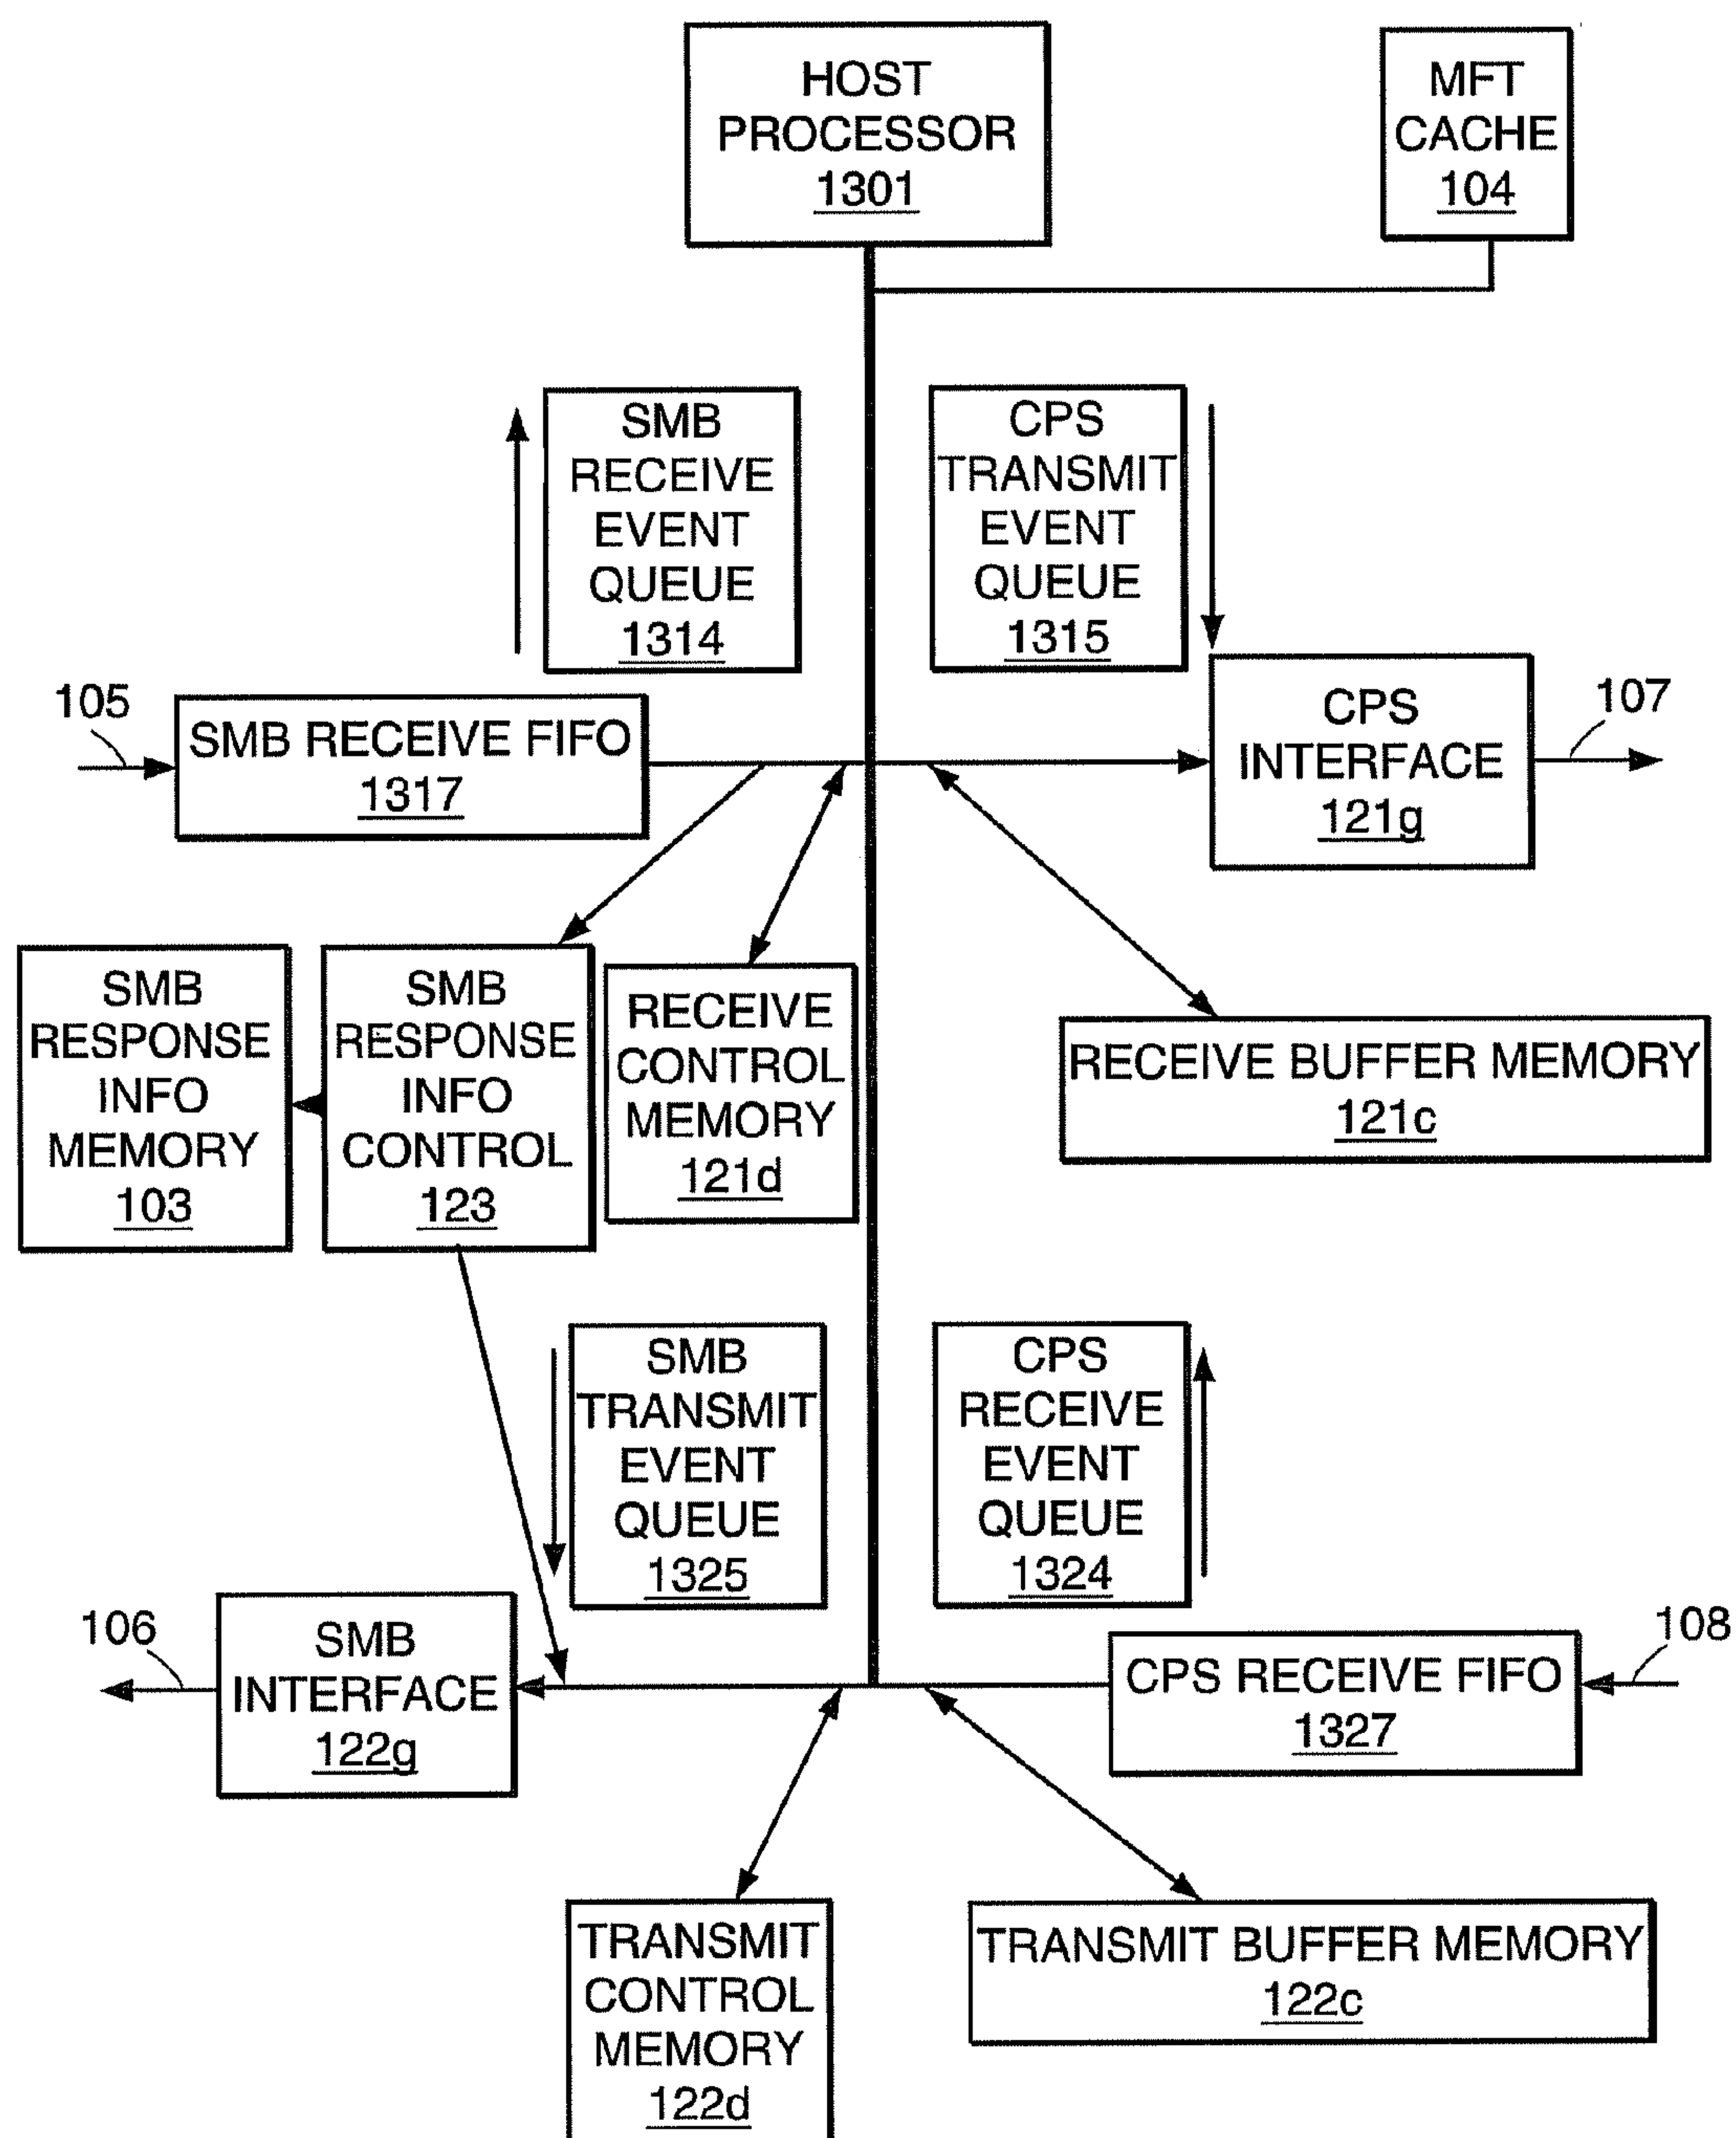 HOST
PROCESSOR
1301
MFT
CACHE
104
SMB
RECEIVE
EVENT
QUEUE
1314
CPS
TRANSMIT
EVENT
QUEUE
1315
105
SMB RECEIVE FIFO
1317
CPS
INTERFACE
121g
107
SMB
RESPONSE
INFO
MEMORY
103
SMB
RESPONSE
INFO
CONTROL
123
RECEIVE
CONTROL
MEMORY
121d
RECEIVE BUFFER MEMORY
121c
SMB
TRANSMIT
EVENT
QUEUE
1325
CPS
RECEIVE
EVENT
QUEUE
1324
106
SMB
INTERFACE
122g
CPS RECEIVE FIFO
1327
108
TRANSMIT
CONTROL
MEMORY
122d
TRANSMIT BUFFER MEMORY
122c